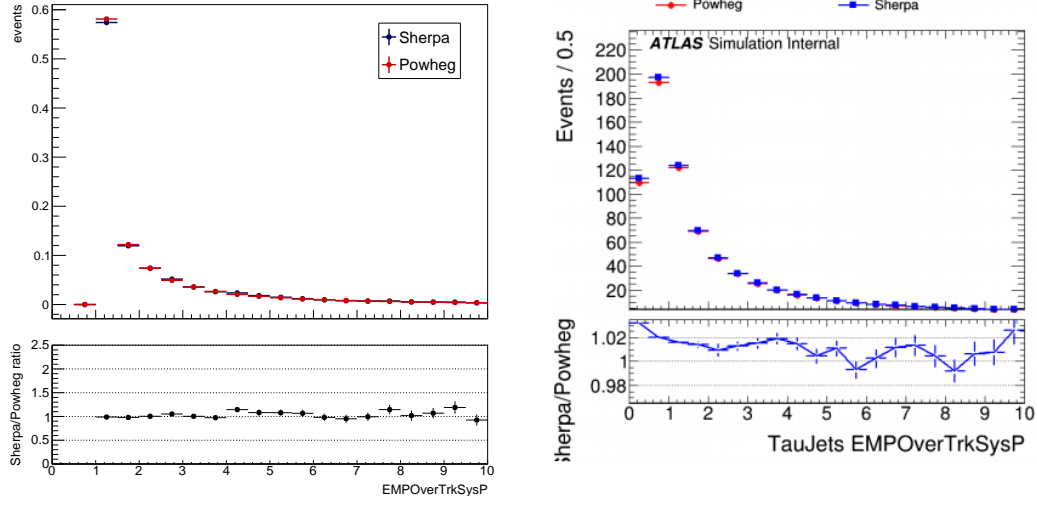 events
0.6
0.5
0.4
0.3
0.2
0.1
0
Sherpa
Powheg
Sherpa/Powheg ratio
2.5
2
1.5
1
0.5
0
0 1 2 3 4 5 6 7 8 9 10
EMPOverTrkSysP
Powheg
Sherpa
ATLAS Simulation Internal
Events / 0.5
220
200
180
160
140
120
100
80
60
40
20
Sherpa/Powheg
1.02
1
0.98
0 1 2 3 4 5 6 7 8 9 10
TauJets EMPOverTrkSysP